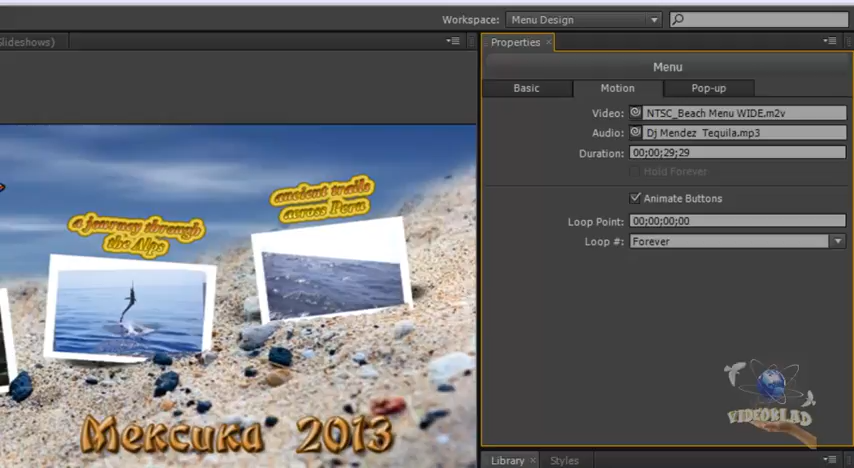 Workspace: Menu Design
Slideshows)
Properties
Menu
Basic Motion Pop-up
Video: NTSC_Beach Menu WIDE.m2v
Audio: Dj Mendez Tequila.mp3
Duration: 00;00;29;29
Hold Forever
Animate Buttons
Loop Point: 00;00;00;00
Loop #: Forever
a journey through
the Alps
ancient trails
across Peru
Мексика 2013
VIDEOKLAD
Library Styles